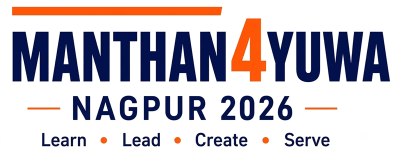 MANTHAN4YUWA
NAGPUR 2026
Learn • Lead • Create • Serve